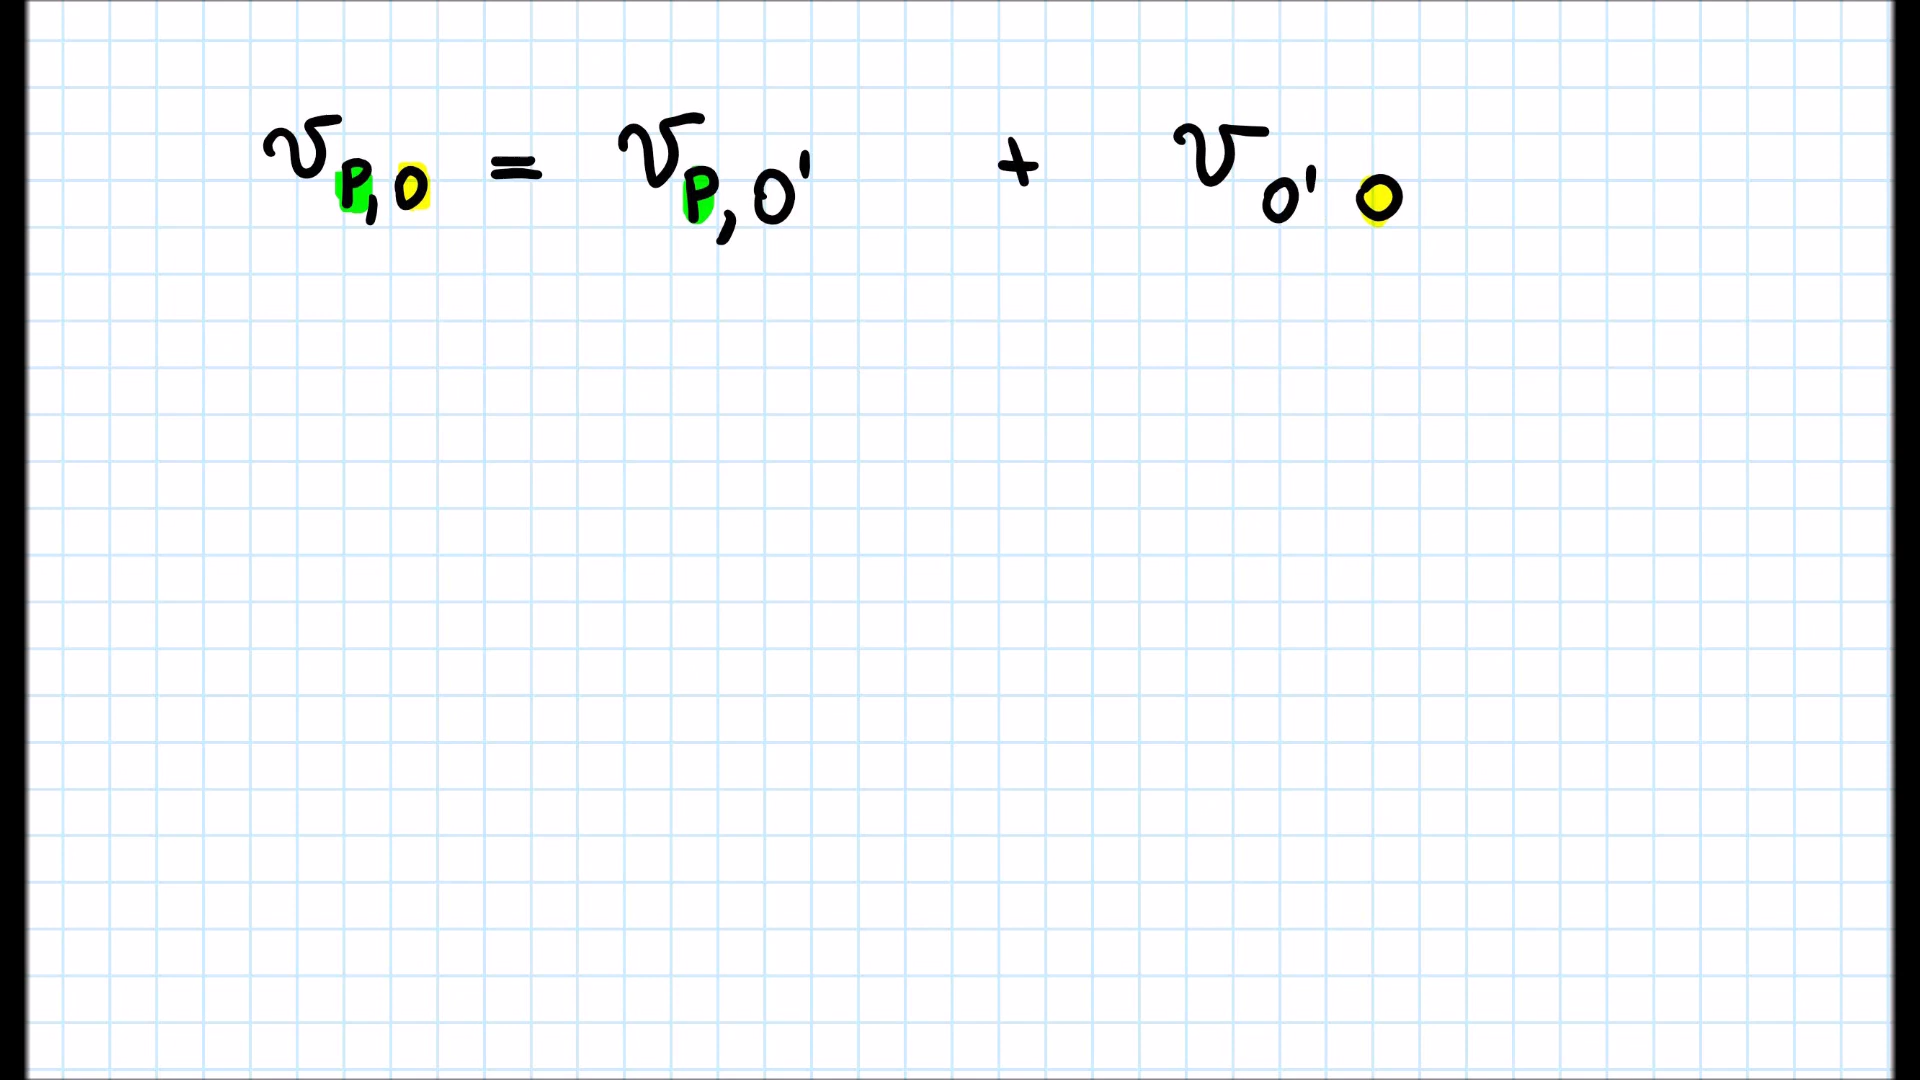 v_{P,O} = v_{P,O'} + v_{O' O}